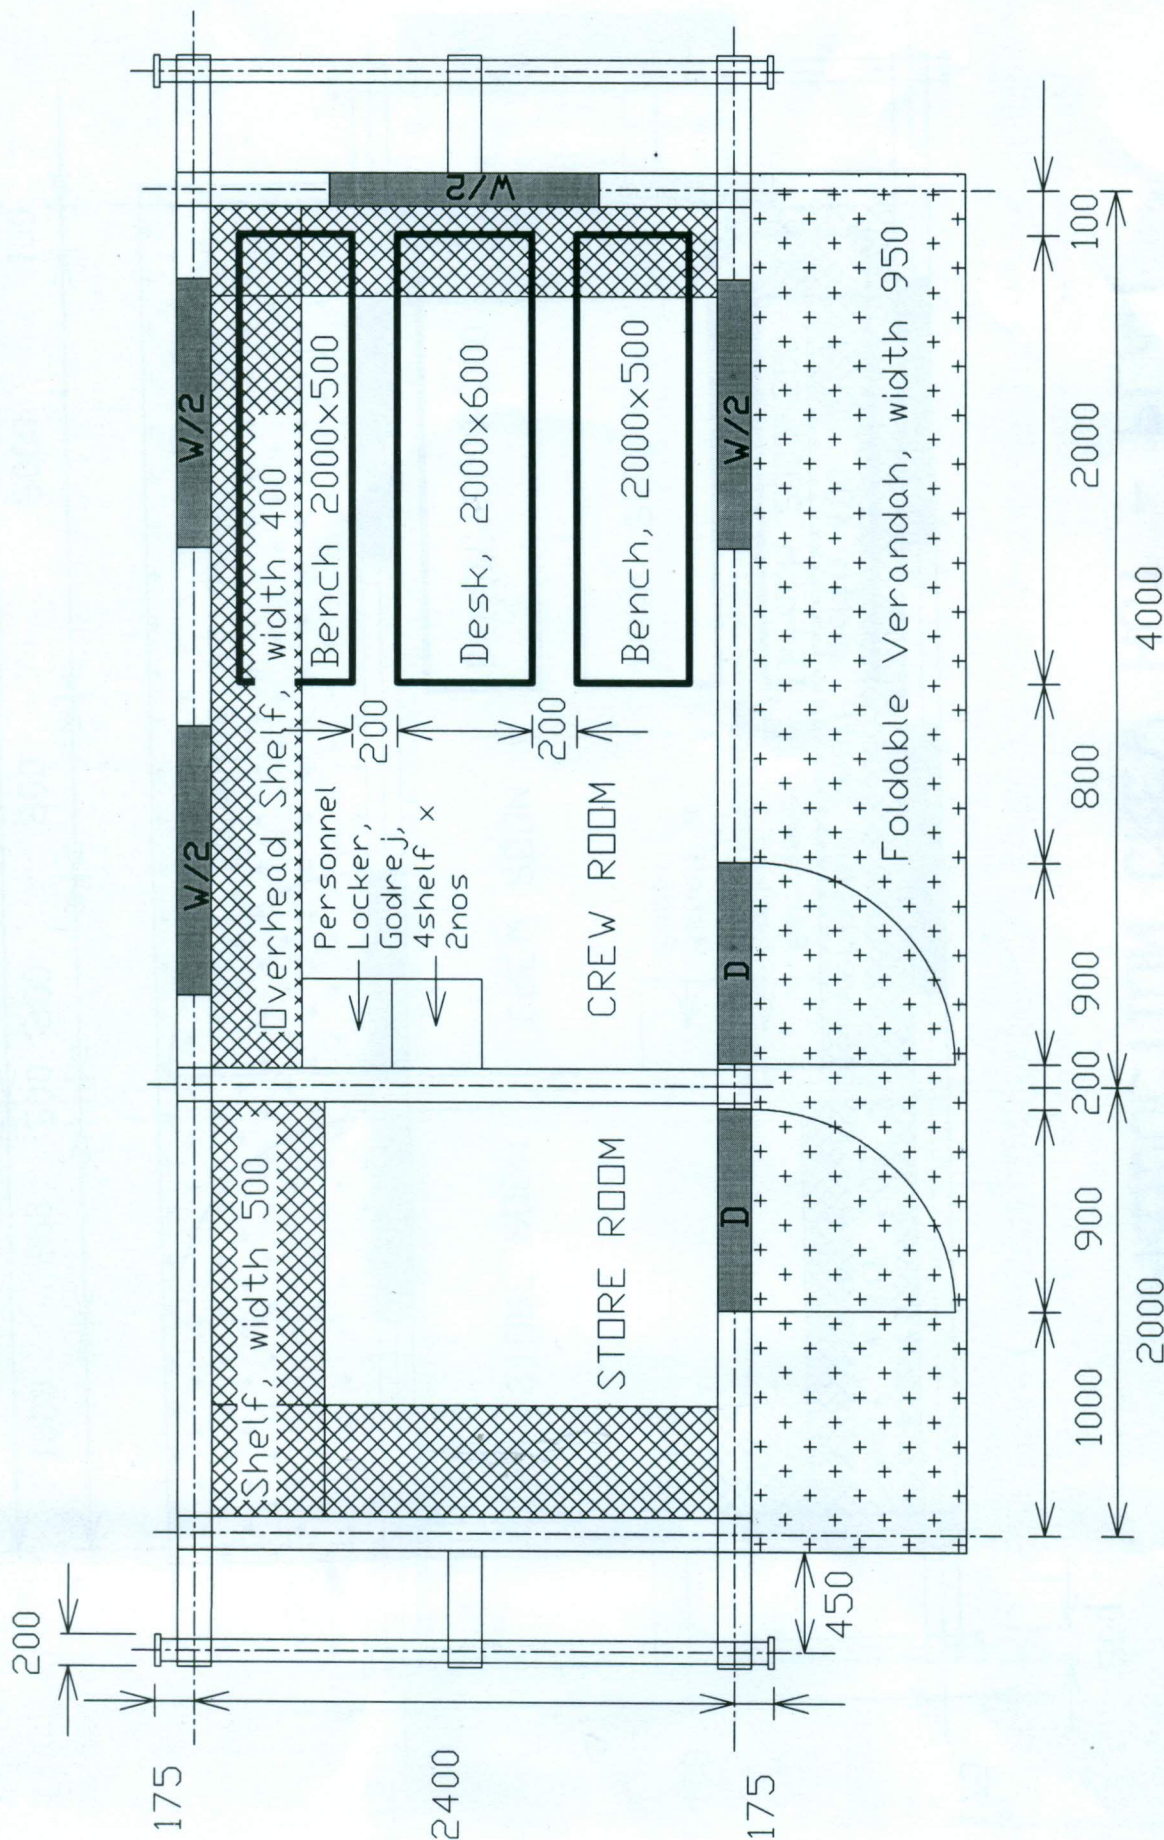 W/2
W/2
W/2
W/2
Overhead Shelf, width 400
Bench 2000x500
Desk, 2000x600
Bench, 2000x500
200
200
Personnel
Locker,
Godrej,
4shelf x
2nos
CREW ROOM
Shelf, width 500
STORE ROOM
D
D
Foldable Verandah, width 950
1000
900
200
900
800
2000
100
2000
4000
450
200
175
2400
175